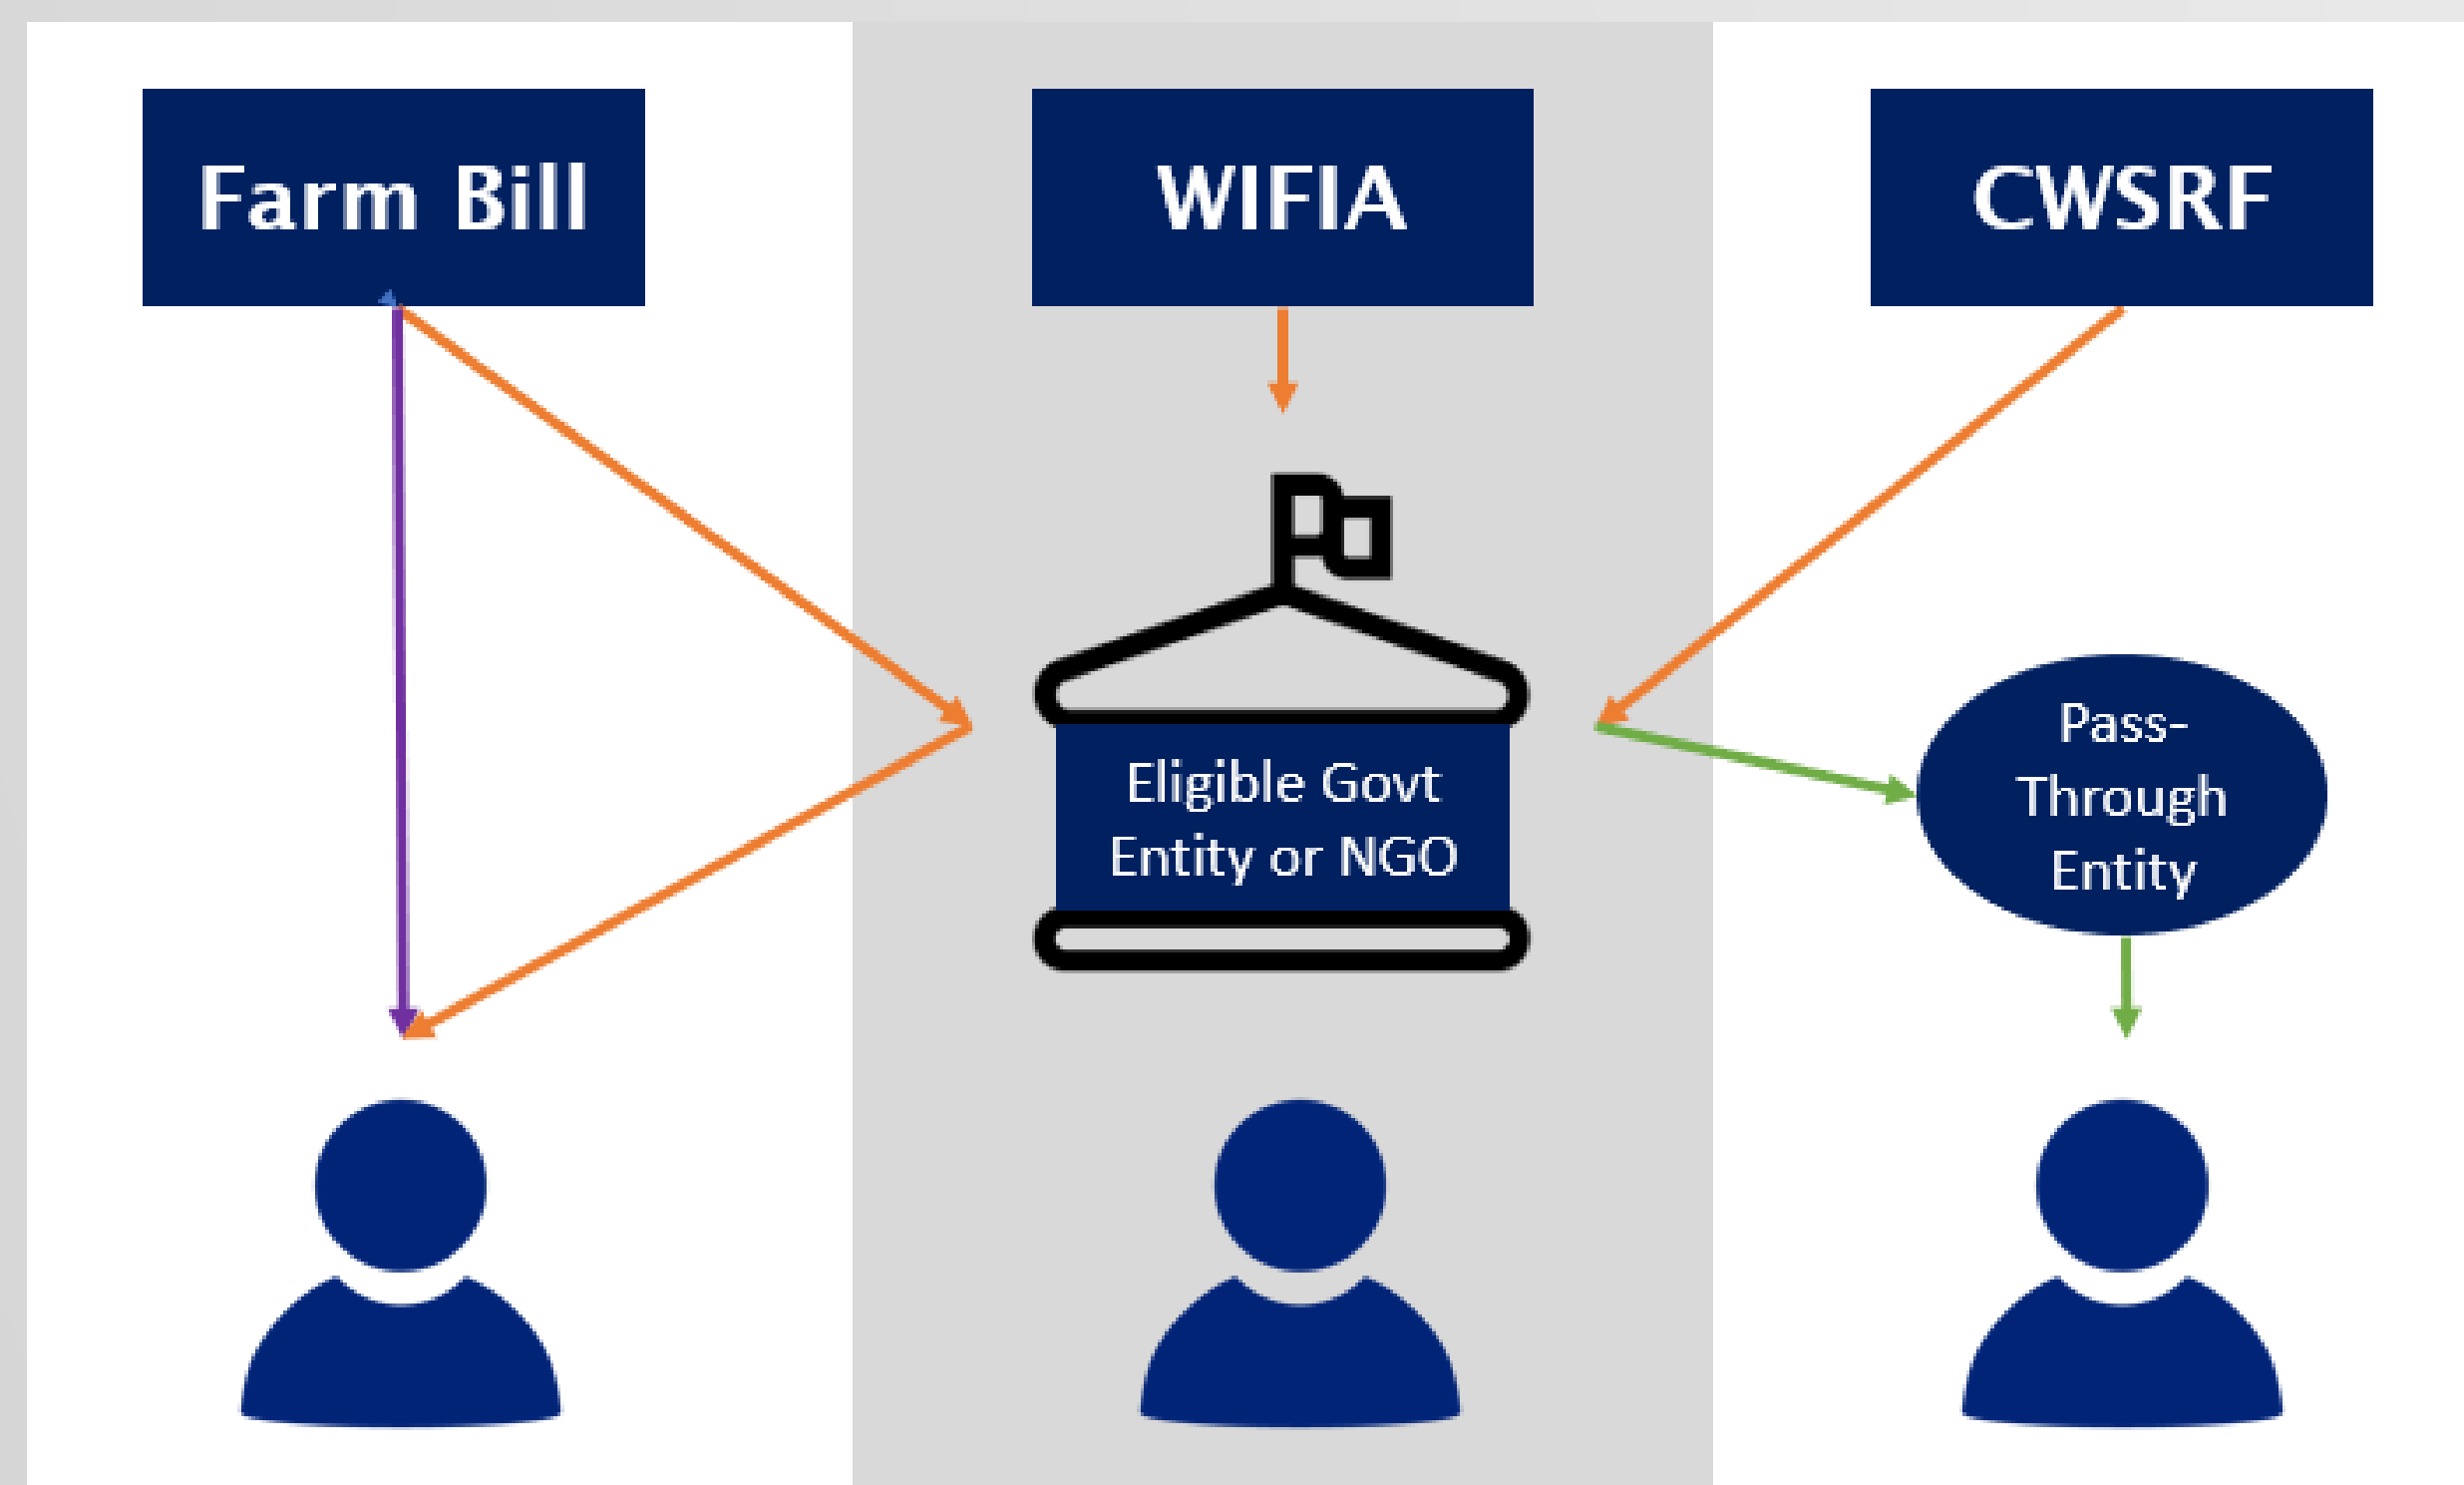 Farm Bill
WIFIA
CWSRF
Eligible Govt
Entity or NGO
Pass-
Through
Entity